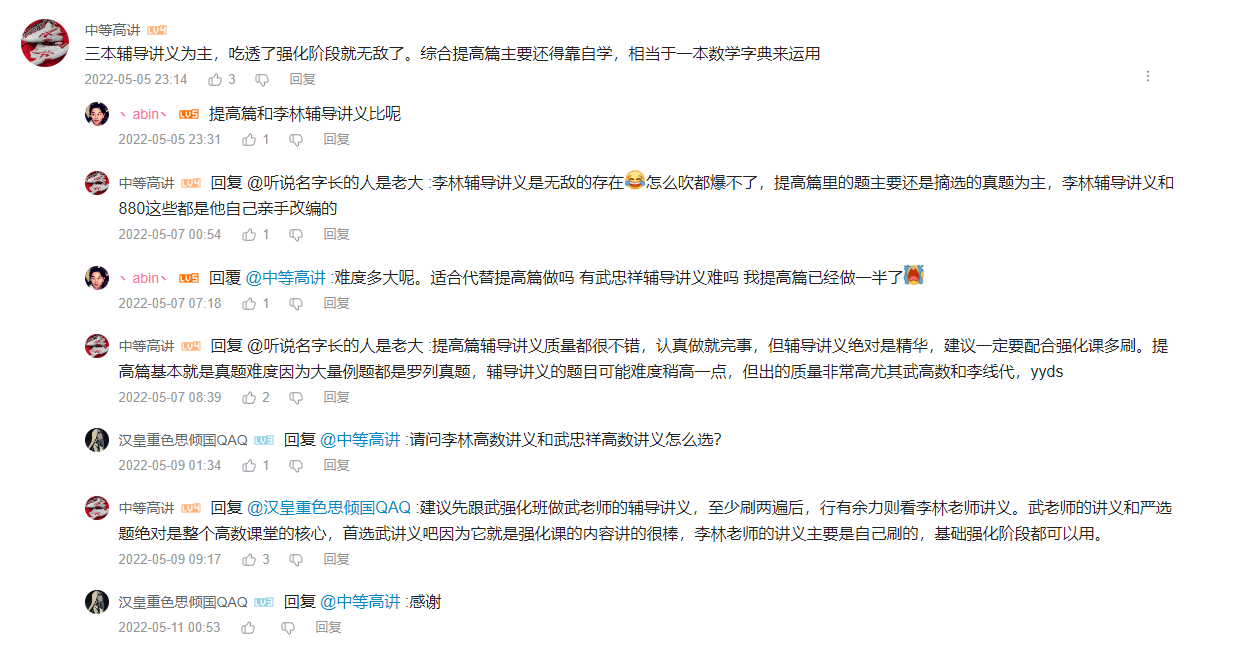 中等高讲 LV4
三本辅导讲义为主，吃透了强化阶段就无敌了。综合提高篇主要还得靠自学，相当于一本数学字典来运用
2022-05-05 23:14 3 回复
丶abin丶 LV5 提高篇和李林辅导讲义比呢
2022-05-05 23:31 1 回复
中等高讲 LV4 回复 @听说名字长的人是老大 :李林辅导讲义是无敌的存在😂怎么吹都爆不了，提高篇里的题主要还是摘选的真题为主，李林辅导讲义和
880这些都是他自己亲手改编的
2022-05-07 00:54 1 回复
丶abin丶 LV5 回覆 @中等高讲 :难度多大呢。适合代替提高篇做吗 有武忠祥辅导讲义难吗 我提高篇已经做一半了😭
2022-05-07 07:18 1 回复
中等高讲 LV4 回复 @听说名字长的人是老大 :提高篇辅导讲义质量都很不错，认真做就完事，但辅导讲义绝对是精华，建议一定要配合强化课多刷。提
高篇基本就是真题难度因为大量例题都是罗列真题，辅导讲义的题目可能难度稍高一点，但出的质量非常高尤其武高数和李线代，yyds
2022-05-07 08:39 2 回复
汉皇重色思倾国QAQ LV3 回复 @中等高讲 :请问李林高数讲义和武忠祥高数讲义怎么选？
2022-05-09 01:34 1 回复
中等高讲 LV4 回复 @汉皇重色思倾国QAQ :建议先跟武强化班做武老师的辅导讲义，至少刷两遍后，行有余力则看李林老师讲义。武老师的讲义和严选
题绝对是整个高数课堂的核心，首选武讲义吧因为它就是强化课的内容讲的很棒，李林老师的讲义主要是自己刷的，基础强化阶段都可以用。
2022-05-09 09:17 3 回复
汉皇重色思倾国QAQ LV3 回复 @中等高讲 :感谢
2022-05-11 00:53 回复